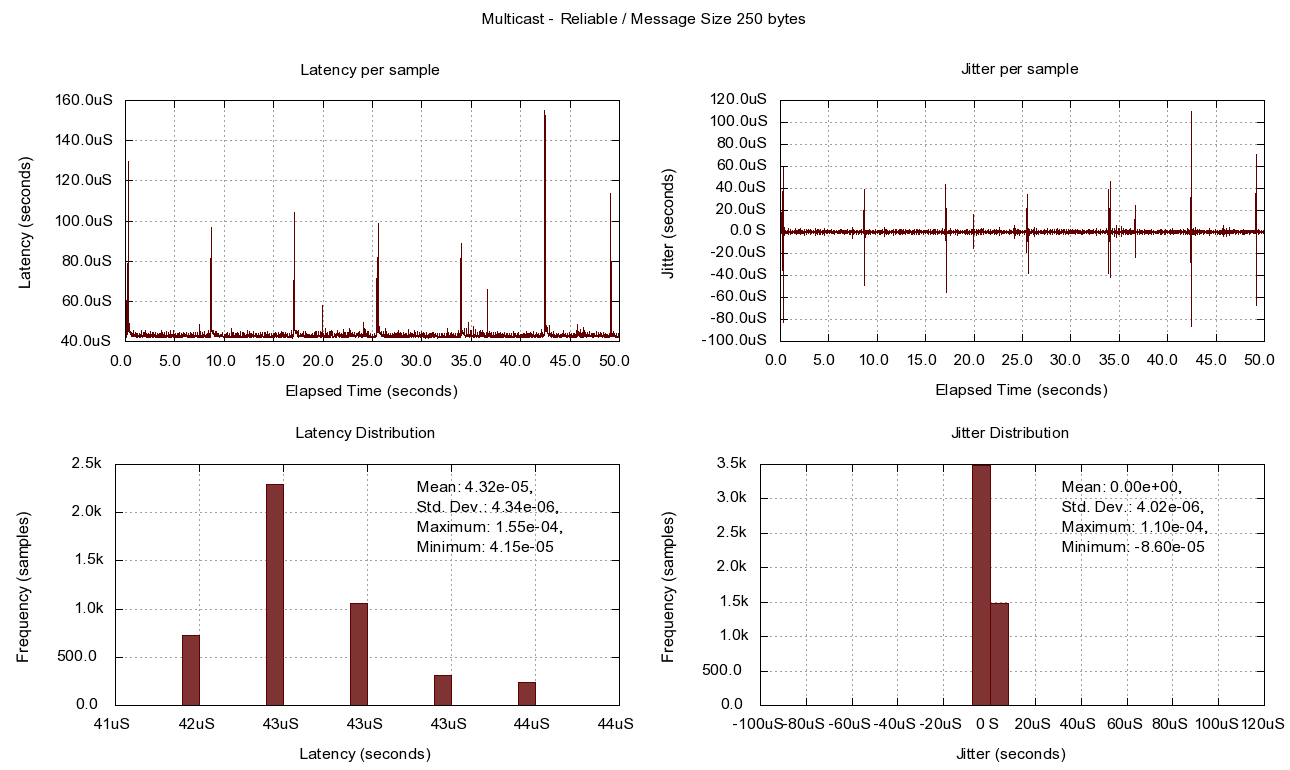 Multicast - Reliable / Message Size 250 bytes
Latency per sample
160.0uS
140.0uS
120.0uS
100.0uS
80.0uS
60.0uS
40.0uS
Latency (seconds)
0.0 5.0 10.0 15.0 20.0 25.0 30.0 35.0 40.0 45.0 50.0
Elapsed Time (seconds)
Jitter per sample
120.0uS
100.0uS
80.0uS
60.0uS
40.0uS
20.0uS
0.0 S
-20.0uS
-40.0uS
-60.0uS
-80.0uS
-100.0uS
Jitter (seconds)
0.0 5.0 10.0 15.0 20.0 25.0 30.0 35.0 40.0 45.0 50.0
Elapsed Time (seconds)
Latency Distribution
2.5k
2.0k
1.5k
1.0k
500.0
0.0
Frequency (samples)
Mean: 4.32e-05,
Std. Dev.: 4.34e-06,
Maximum: 1.55e-04,
Minimum: 4.15e-05
41uS 42uS 43uS 43uS 43uS 44uS 44uS
Latency (seconds)
Jitter Distribution
3.5k
3.0k
2.5k
2.0k
1.5k
1.0k
500.0
0.0
Frequency (samples)
Mean: 0.00e+00,
Std. Dev.: 4.02e-06,
Maximum: 1.10e-04,
Minimum: -8.60e-05
-100uS -80uS -60uS -40uS -20uS 0 S 20uS 40uS 60uS 80uS 100uS 120uS
Jitter (seconds)